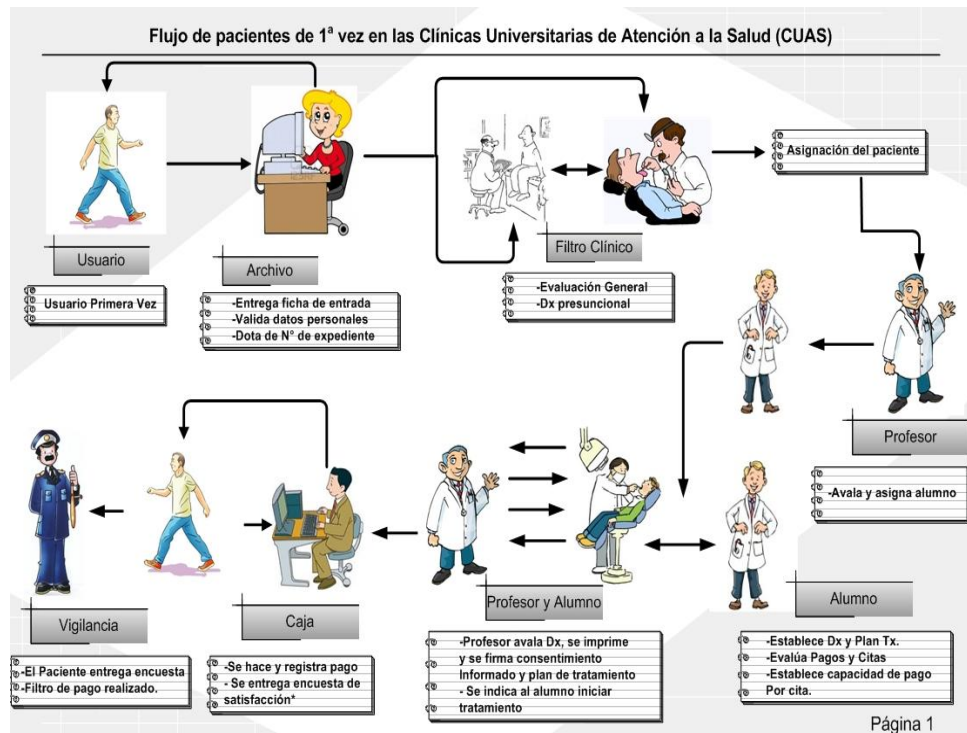 Flujo de pacientes de 1ª vez en las Clínicas Universitarias de Atención a la Salud (CUAS)
Usuario
Usuario Primera Vez
Archivo
-Entrega ficha de entrada
-Valida datos personales
-Dota de N° de expediente
Filtro Clínico
-Evaluación General
-Dx presuncional
Asignación del paciente
Profesor
-Avala y asigna alumno
Alumno
-Establece Dx y Plan Tx.
-Evalúa Pagos y Citas
-Establece capacidad de pago
Por cita.
Profesor y Alumno
-Profesor avala Dx, se imprime
y se firma consentimiento
Informado y plan de tratamiento
- Se indica al alumno iniciar
tratamiento
Caja
-Se hace y registra pago
- Se entrega encuesta de
satisfacción*
Vigilancia
-El Paciente entrega encuesta
-Filtro de pago realizado.
Página 1